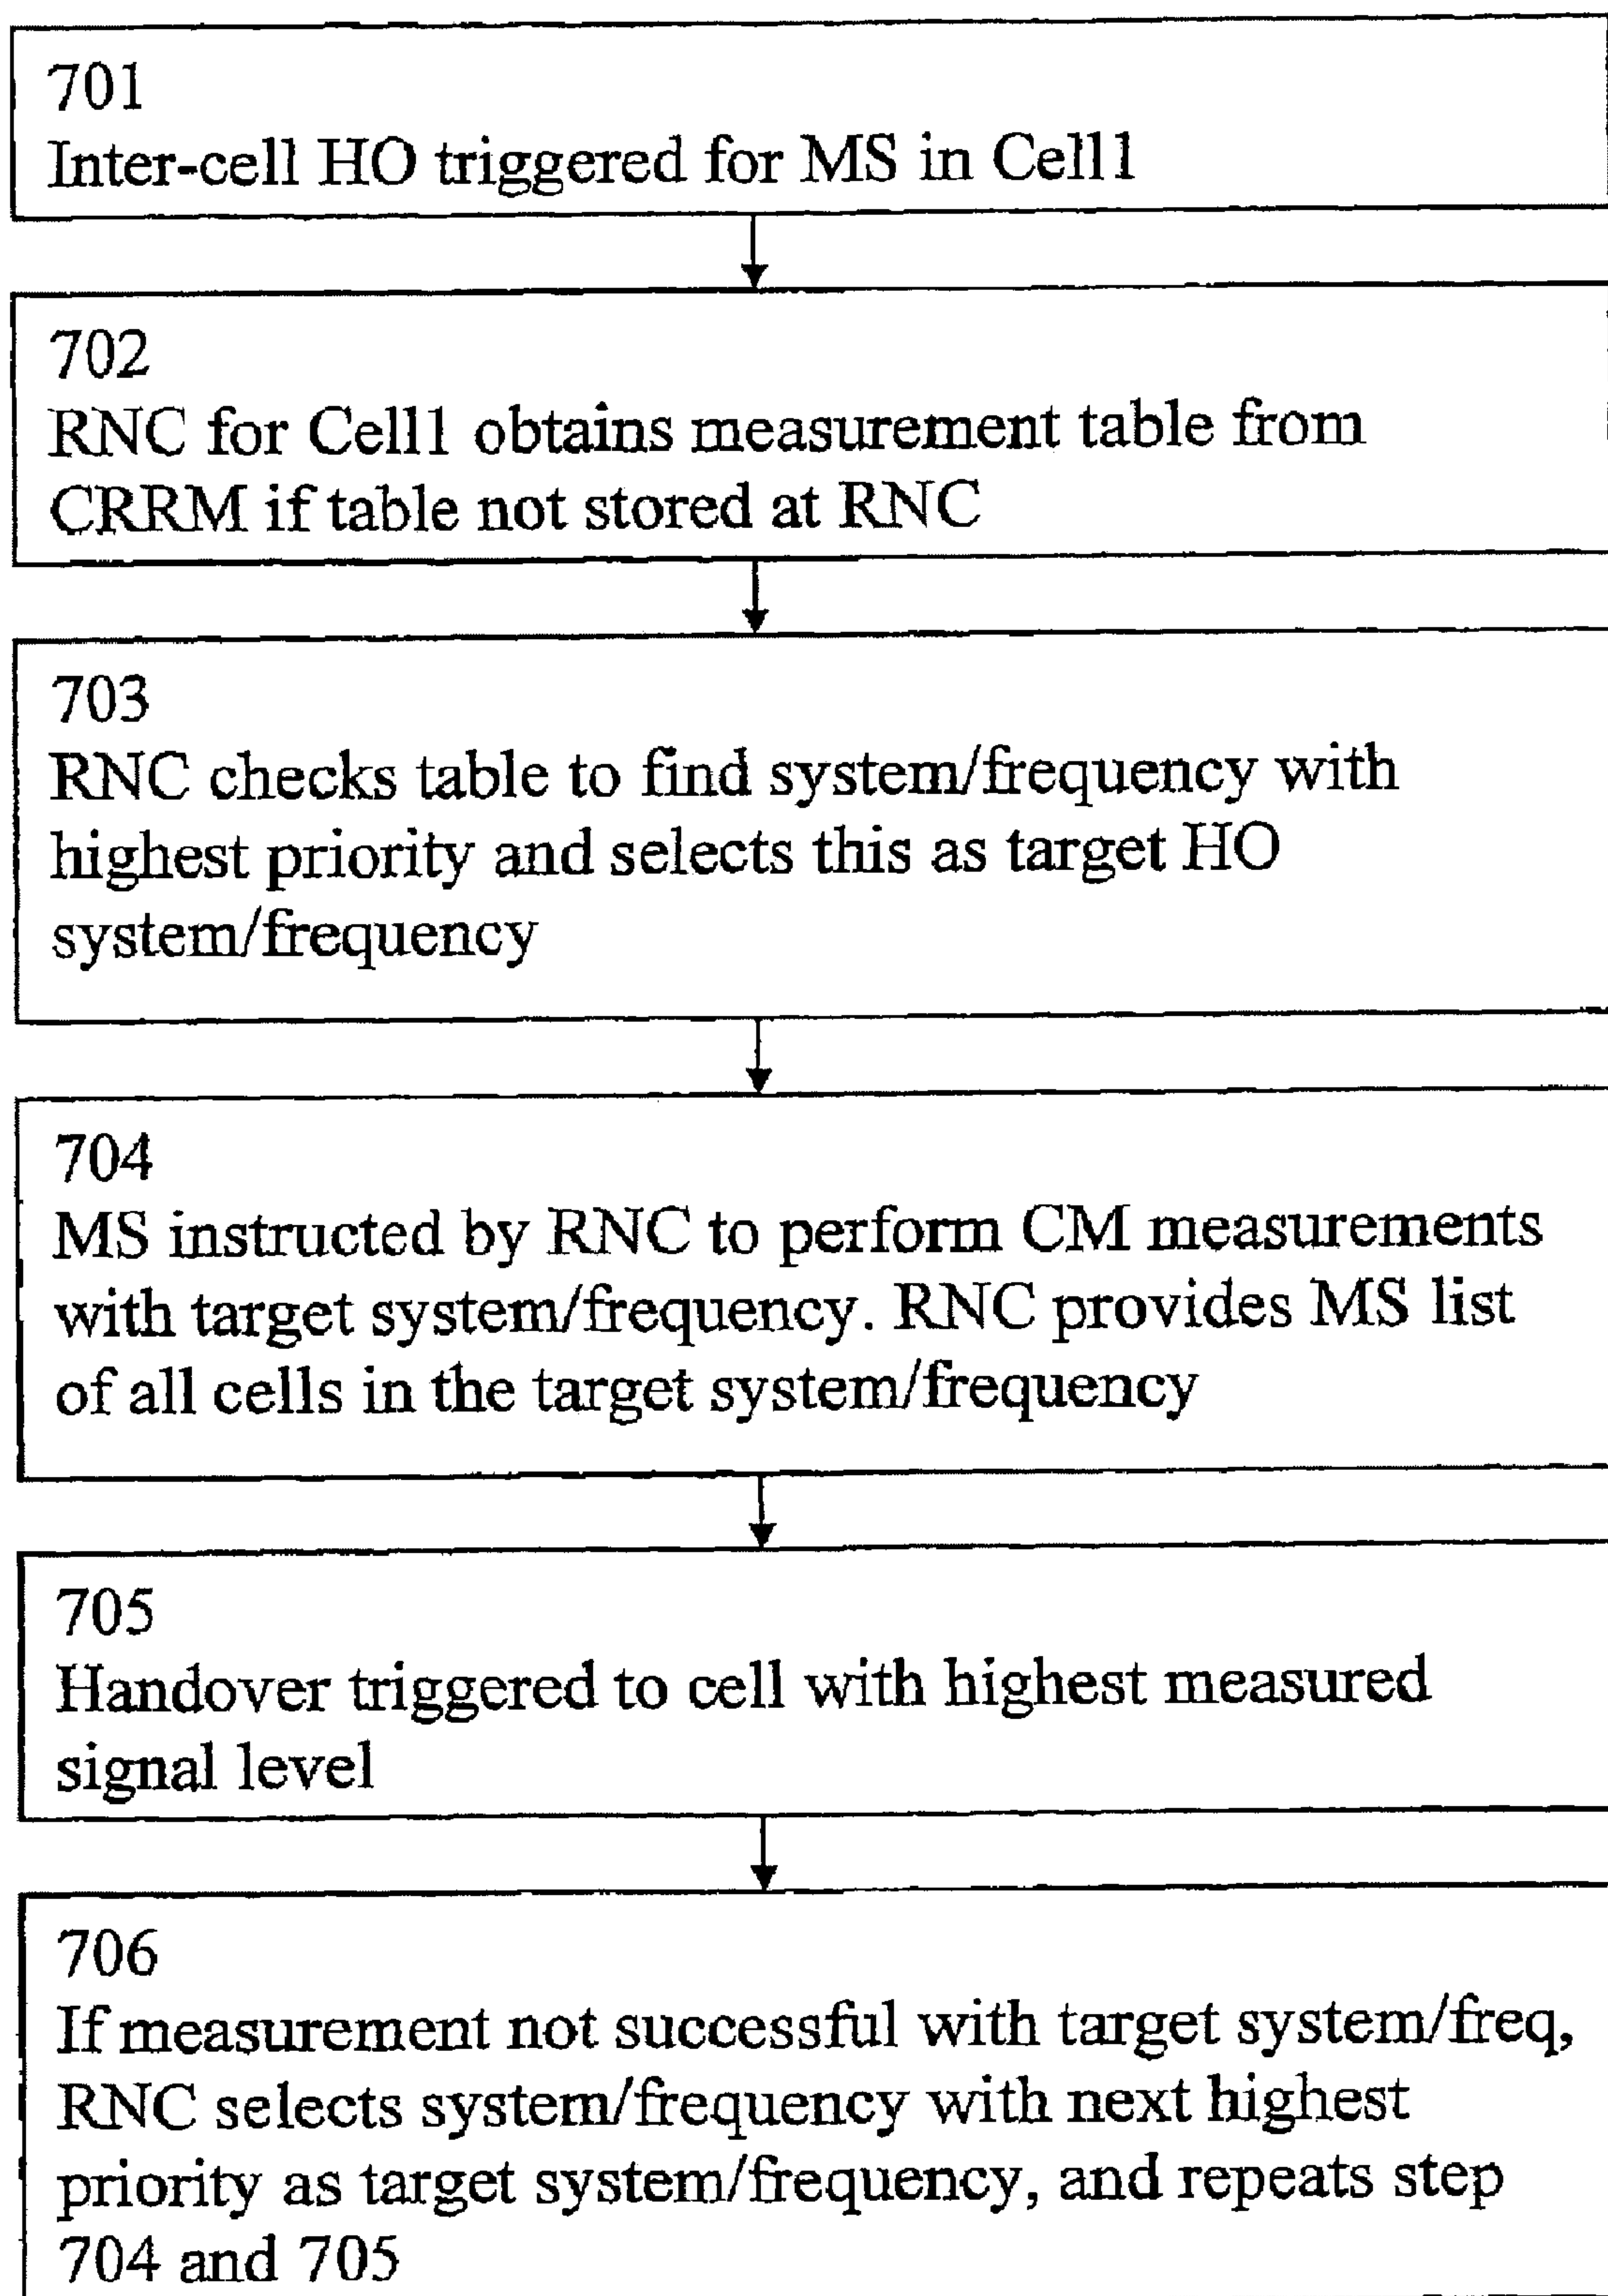 701
Inter-cell HO triggered for MS in Cell1
702
RNC for Cell1 obtains measurement table from
CRRM if table not stored at RNC
703
RNC checks table to find system/frequency with
highest priority and selects this as target HO
system/frequency
704
MS instructed by RNC to perform CM measurements
with target system/frequency. RNC provides MS list
of all cells in the target system/frequency
705
Handover triggered to cell with highest measured
signal level
706
If measurement not successful with target system/freq,
RNC selects system/frequency with next highest
priority as target system/frequency, and repeats step
704 and 705